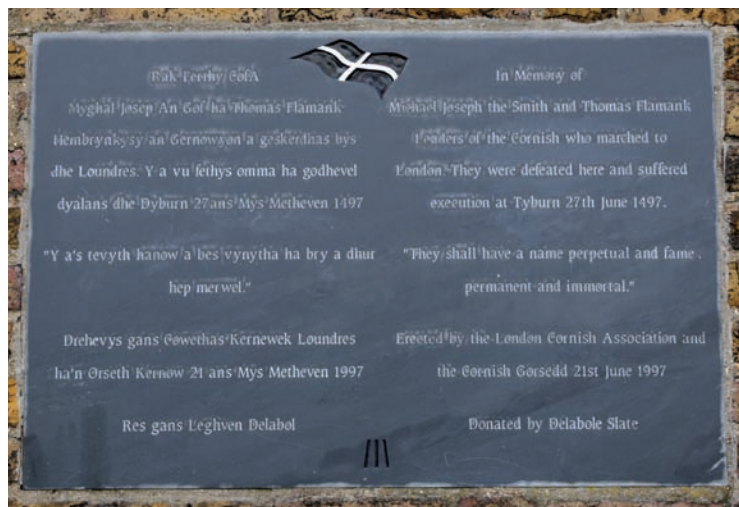 Rak Perthy Cof A
Myghal Josep An Gof ha Thomas Flamank
Hembrynkysy an Gernowyon a geskerdhas bys
dhe Loundres. Y a vu fethys omma ha godhevel
dyalans dhe Dyburn 27ans Mys Metheven 1497
"Y a's tevyth hanow a bes vynytha ha bry a dhur
hep merwel."
Drehevys gans Cowethas Kernewek Loundres
ha'n Orseth Kernow 21 ans Mys Metheven 1997
Res gans Leghven Delabol
In Memory of
Michael Joseph the Smith and Thomas Flamank
Leaders of the Cornish who marched to
London. They were defeated here and suffered
execution at Tyburn 27th June 1497.
"They shall have a name perpetual and fame
permanent and immortal."
Erected by the London Cornish Association and
the Cornish Gorsedd 21st June 1997
Donated by Delabole Slate